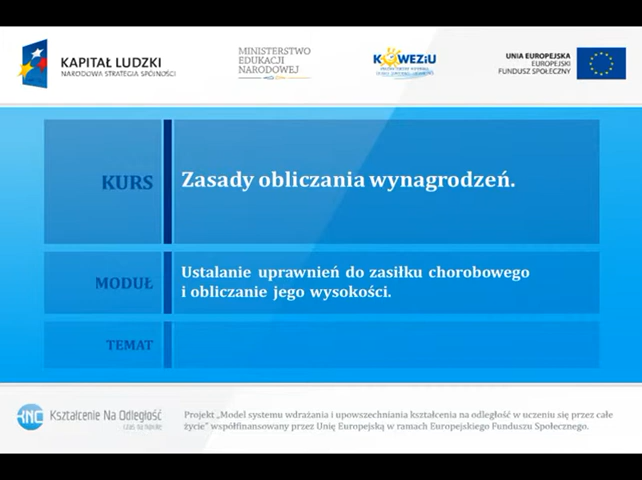 KAPITAŁ LUDZKI
NARODOWA STRATEGIA SPÓJNOŚCI
MINISTERSTWO
EDUKACJI
NARODOWEJ
KOWEZiU
UNIA EUROPEJSKA
EUROPEJSKI
FUNDUSZ SPOŁECZNY
KURS
Zasady obliczania wynagrodzeń.
MODUŁ
Ustalanie uprawnień do zasiłku chorobowego
i obliczanie jego wysokości.
TEMAT
KNO Kształcenie Na Odległość
Projekt „Model systemu wdrażania i upowszechniania kształcenia na odległość w uczeniu się przez całe
życie" współfinansowany przez Unię Europejską w ramach Europejskiego Funduszu Społecznego.